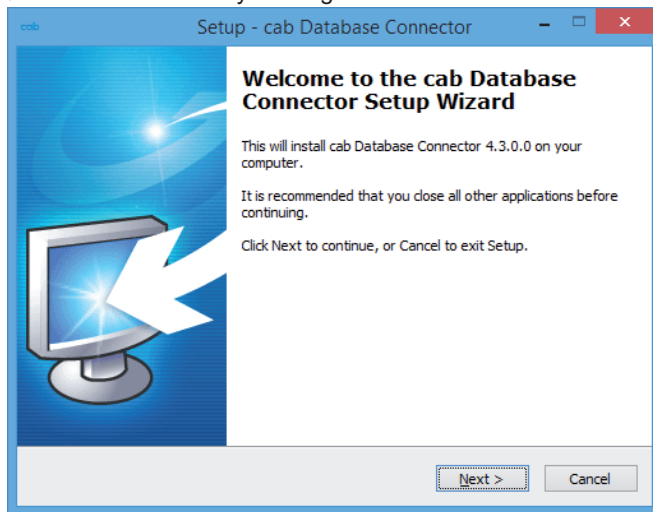 cab
Setup - cab Database Connector
Welcome to the cab Database
Connector Setup Wizard
This will install cab Database Connector 4.3.0.0 on your
computer.
It is recommended that you close all other applications before
continuing.
Click Next to continue, or Cancel to exit Setup.
Next >
Cancel